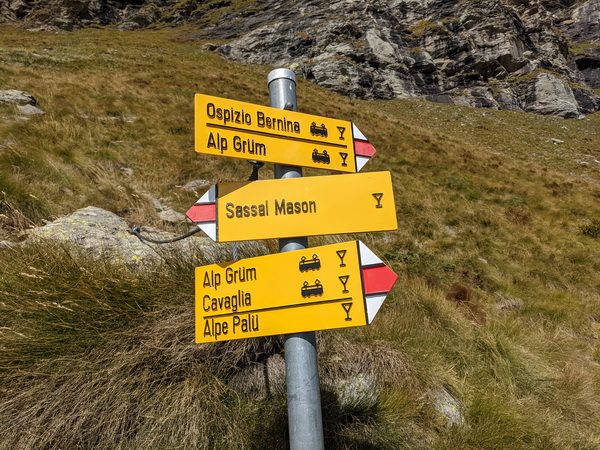 Ospizio Bernina
Alp Grüm
Sassal Mason
Alp Grüm
Cavaglia
Alpe Palü